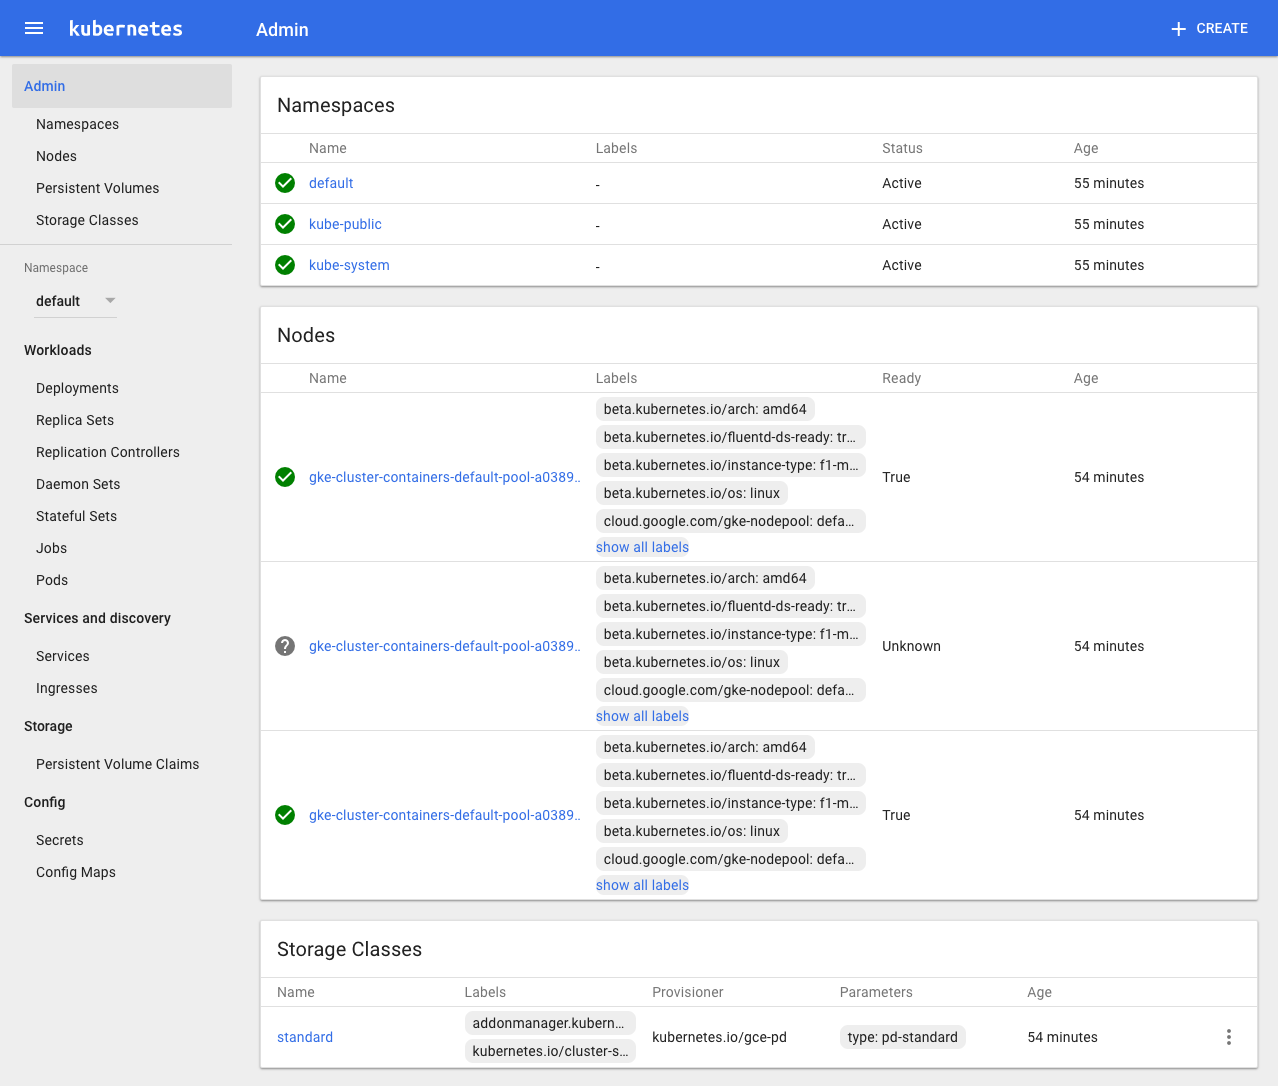 kubernetes
Admin
CREATE
Admin
Namespaces
Nodes
Persistent Volumes
Storage Classes
Namespace
default
Workloads
Deployments
Replica Sets
Replication Controllers
Daemon Sets
Stateful Sets
Jobs
Pods
Services and discovery
Services
Ingresses
Storage
Persistent Volume Claims
Config
Secrets
Config Maps
Namespaces
Name Labels Status Age
default - Active 55 minutes
kube-public - Active 55 minutes
kube-system - Active 55 minutes
Nodes
Name Labels Ready Age
beta.kubernetes.io/arch: amd64
beta.kubernetes.io/fluentd-ds-ready: tr…
beta.kubernetes.io/instance-type: f1-m…
gke-cluster-containers-default-pool-a0389.. True 54 minutes
beta.kubernetes.io/os: linux
cloud.google.com/gke-nodepool: defa…
show all labels
beta.kubernetes.io/arch: amd64
beta.kubernetes.io/fluentd-ds-ready: tr…
beta.kubernetes.io/instance-type: f1-m…
gke-cluster-containers-default-pool-a0389.. Unknown 54 minutes
beta.kubernetes.io/os: linux
cloud.google.com/gke-nodepool: defa…
show all labels
beta.kubernetes.io/arch: amd64
beta.kubernetes.io/fluentd-ds-ready: tr…
beta.kubernetes.io/instance-type: f1-m…
gke-cluster-containers-default-pool-a0389.. True 54 minutes
beta.kubernetes.io/os: linux
cloud.google.com/gke-nodepool: defa…
show all labels
Storage Classes
Name Labels Provisioner Parameters Age
addonmanager.kubern…
standard kubernetes.io/gce-pd type: pd-standard 54 minutes
kubernetes.io/cluster-s…